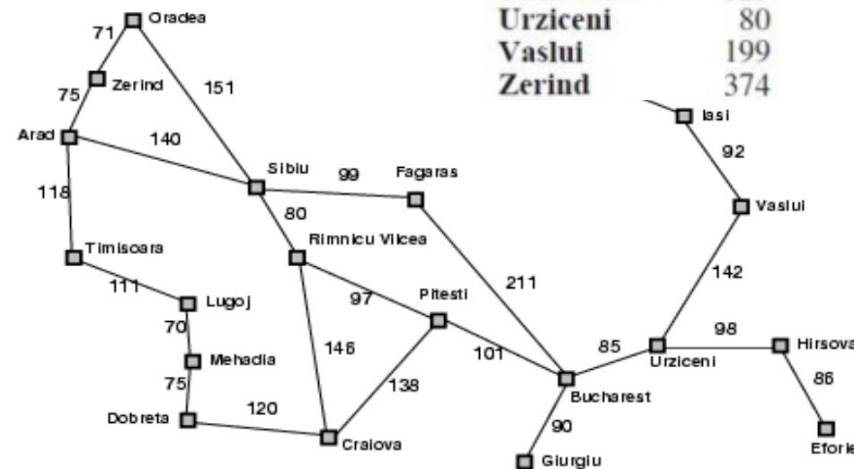 Urziceni 80
Vaslui 199
Zerind 374
Oradea
71
Zerind
151
75
Arad
140
Iasi
92
Sibiu
99
Fagaras
118
80
Vaslui
Timisoara
Rimnicu Vilcea
111
Lugoj
97
Pitesti
211
142
70
Mehadia
146
101
85
98
Hirsova
Urziceni
75
138
86
Dobreta
120
Bucharest
Craiova
90
Eforie
Giurgiu